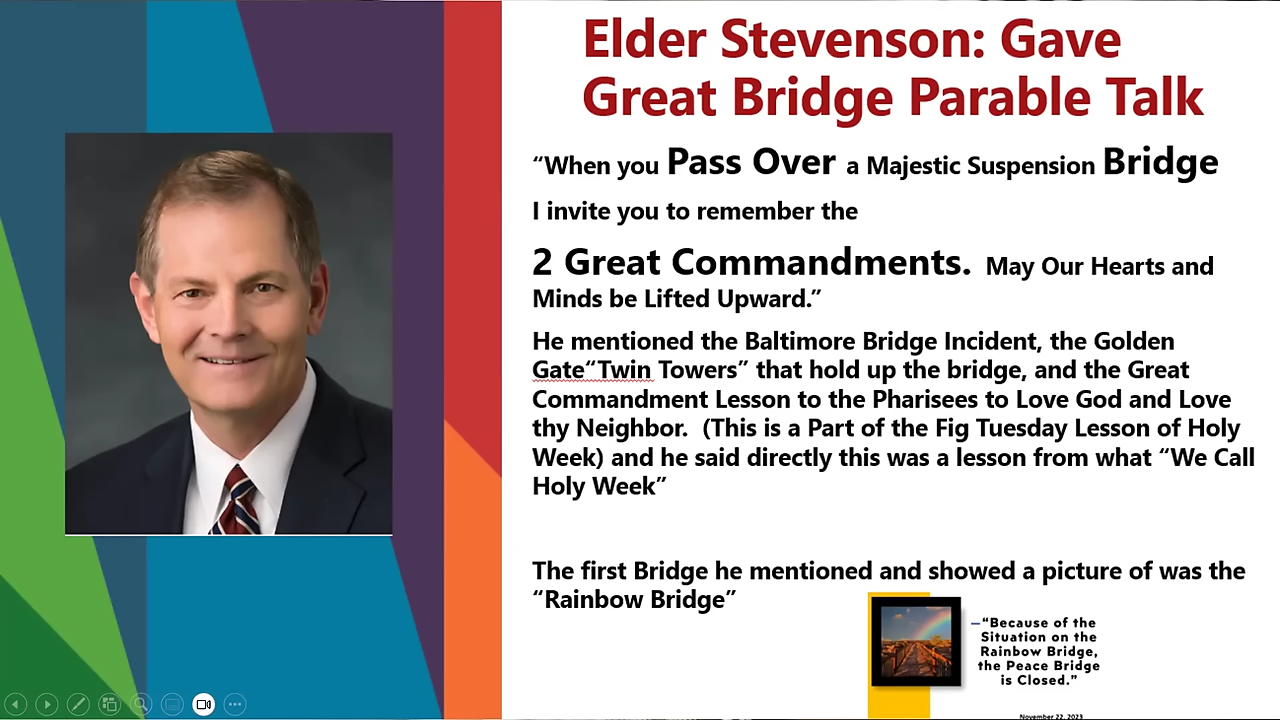 Elder Stevenson: Gave
Great Bridge Parable Talk
“When you Pass Over a Majestic Suspension Bridge
I invite you to remember the
2 Great Commandments. May Our Hearts and
Minds be Lifted Upward.”
He mentioned the Baltimore Bridge Incident, the Golden
Gate“Twin Towers” that hold up the bridge, and the Great
Commandment Lesson to the Pharisees to Love God and Love
thy Neighbor. (This is a Part of the Fig Tuesday Lesson of Holy
Week) and he said directly this was a lesson from what “We Call
Holy Week”
The first Bridge he mentioned and showed a picture of was the
“Rainbow Bridge”
–“Because of the
Situation on the
Rainbow Bridge,
the Peace Bridge
is Closed.”
November 22, 2023